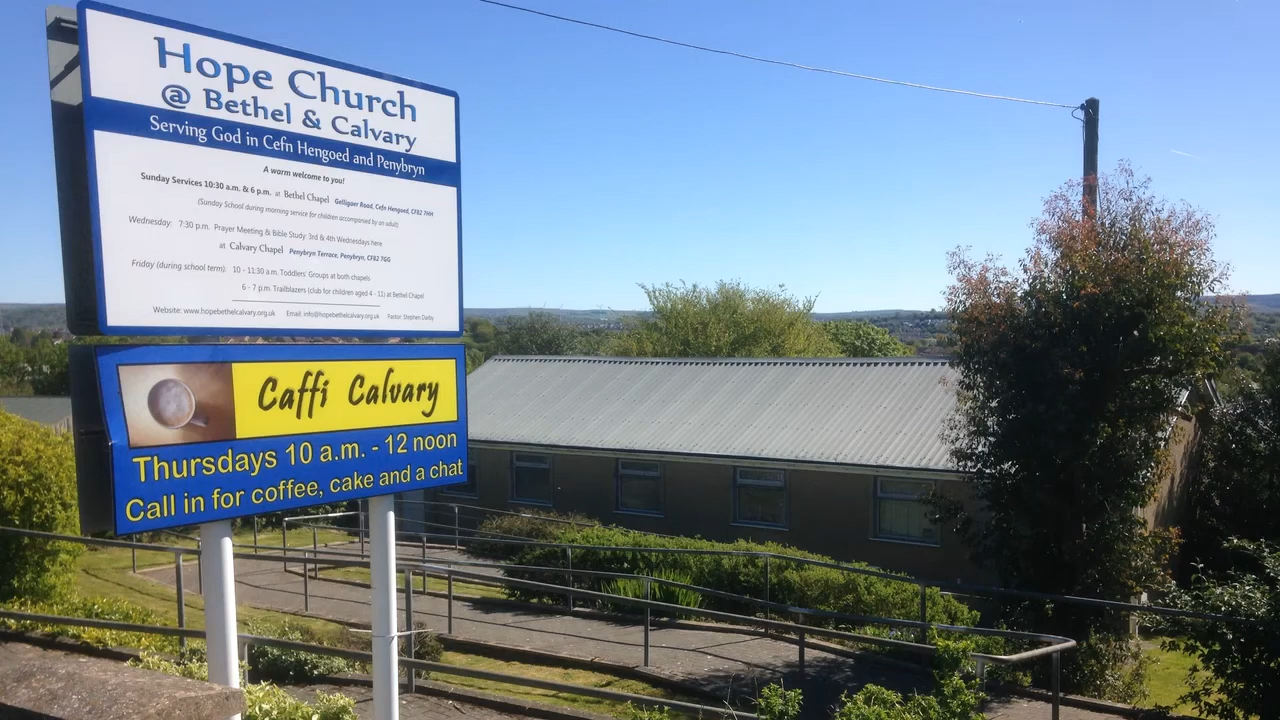 Hope Church
@ Bethel & Calvary
Serving God in Cefn Hengoed and Penybryn
A warm welcome to you!
Sunday Services 10:30 a.m. & 6 p.m. at Bethel Chapel Gelligaer Road, Cefn Hengoed, CF82 7HH
(Sunday School during morning service for children accompanied by an adult)
Wednesday: 7:30 p.m. Prayer Meeting & Bible Study: 3rd & 4th Wednesdays here
at Calvary Chapel Penybryn Terrace, Penybryn, CF82 7GG
Friday (during school term): 10 - 11:30 a.m. Toddlers' Groups at both chapels
6 - 7 p.m. Trailblazers (club for children aged 4 - 11) at Bethel Chapel
Website: www.hopebethelcalvary.org.uk Email: info@hopebethelcalvary.org.uk Pastor: Stephen Darby
Caffi Calvary
Thursdays 10 a.m. - 12 noon
Call in for coffee, cake and a chat